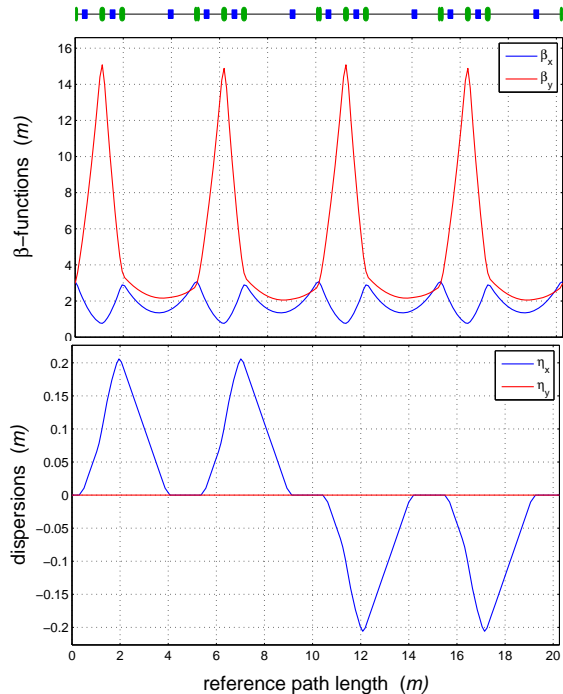 16
14
12
10
8
6
4
2
0
β–functions (m)
β_x
β_y
0.2
0.15
0.1
0.05
0
−0.05
−0.1
−0.15
−0.2
dispersions (m)
η_x
η_y
0 2 4 6 8 10 12 14 16 18 20
reference path length (m)